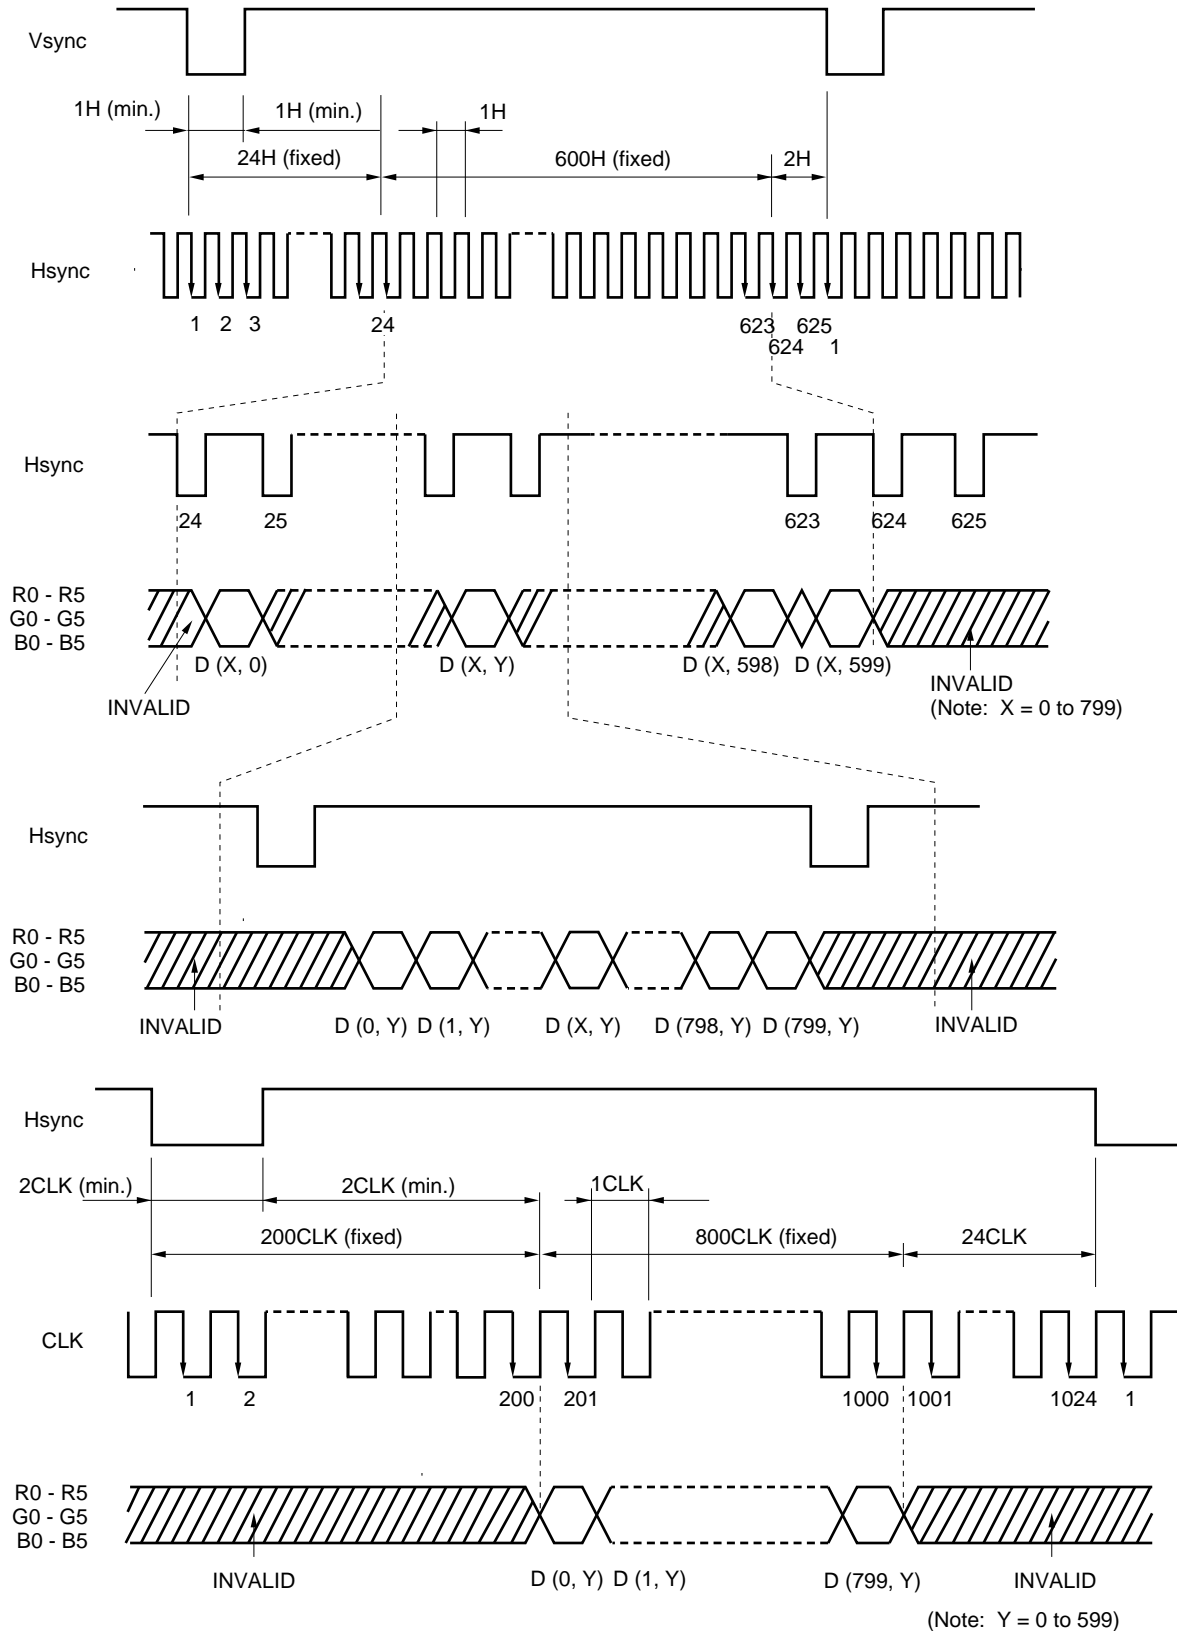 Vsync
1H (min.) 1H (min.) 1H
24H (fixed) 600H (fixed) 2H
Hsync
1 2 3 24 623 625
624 1
Hsync
24 25 623 624 625
R0 - R5
G0 - G5
B0 - B5
D (X, 0) D (X, Y) D (X, 598) D (X, 599)
INVALID INVALID
(Note: X = 0 to 799)
Hsync
R0 - R5
G0 - G5
B0 - B5
INVALID D (0, Y) D (1, Y) D (X, Y) D (798, Y) D (799, Y) INVALID
Hsync
2CLK (min.) 2CLK (min.) 1CLK
200CLK (fixed) 800CLK (fixed) 24CLK
CLK
1 2 200 201 1000 1001 1024 1
R0 - R5
G0 - G5
B0 - B5
INVALID D (0, Y) D (1, Y) D (799, Y) INVALID
(Note: Y = 0 to 599)